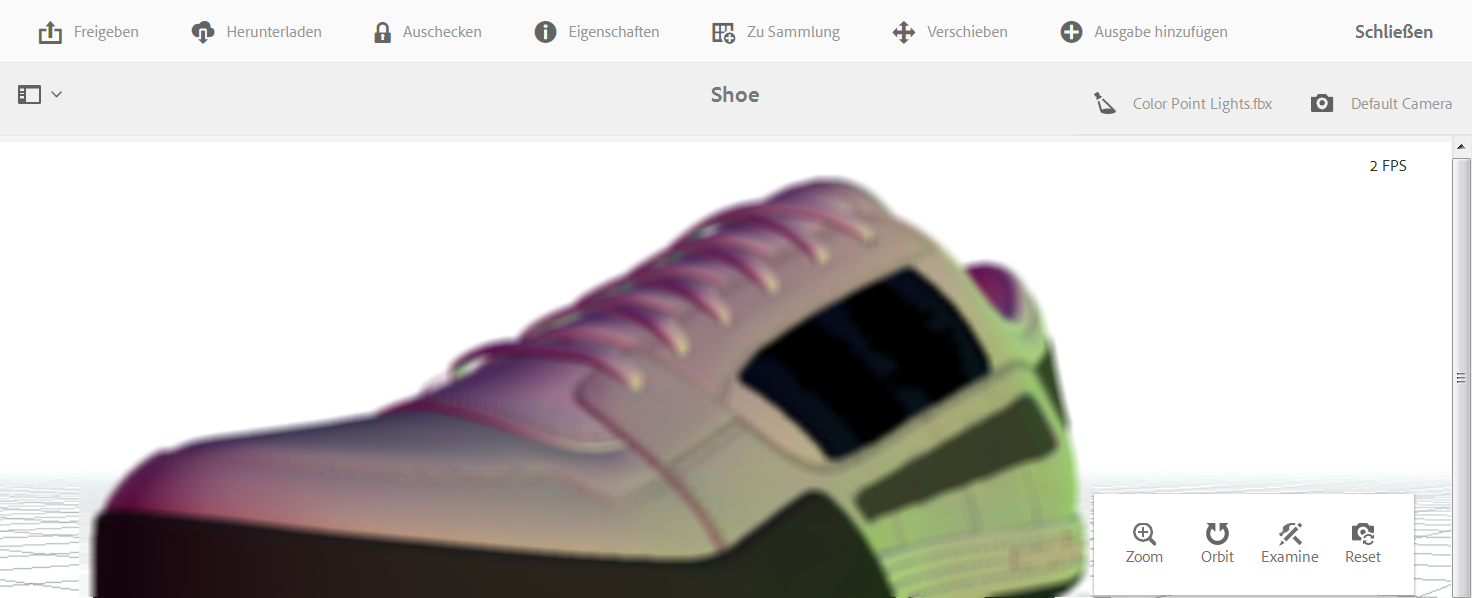 Freigeben Herunterladen Auschecken Eigenschaften Zu Sammlung Verschieben Ausgabe hinzufügen Schließen
Shoe
Color Point Lights.fbx Default Camera
2 FPS
Zoom Orbit Examine Reset